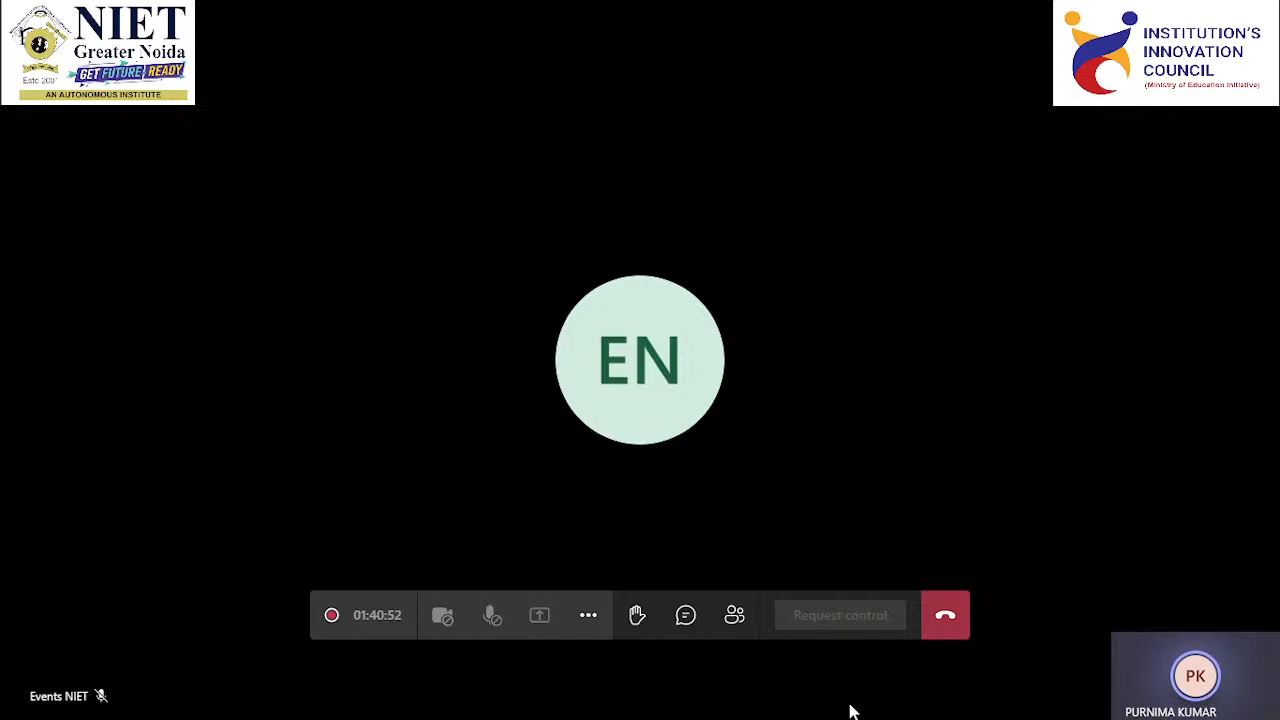 NIET
Greater Noida
GET FUTURE READY
AN AUTONOMOUS INSTITUTE
INSTITUTION'S
INNOVATION
COUNCIL
(Ministry of Education Initiative)
EN
01:40:52
Request control
PK
Events NIET
PURNIMA KUMAR